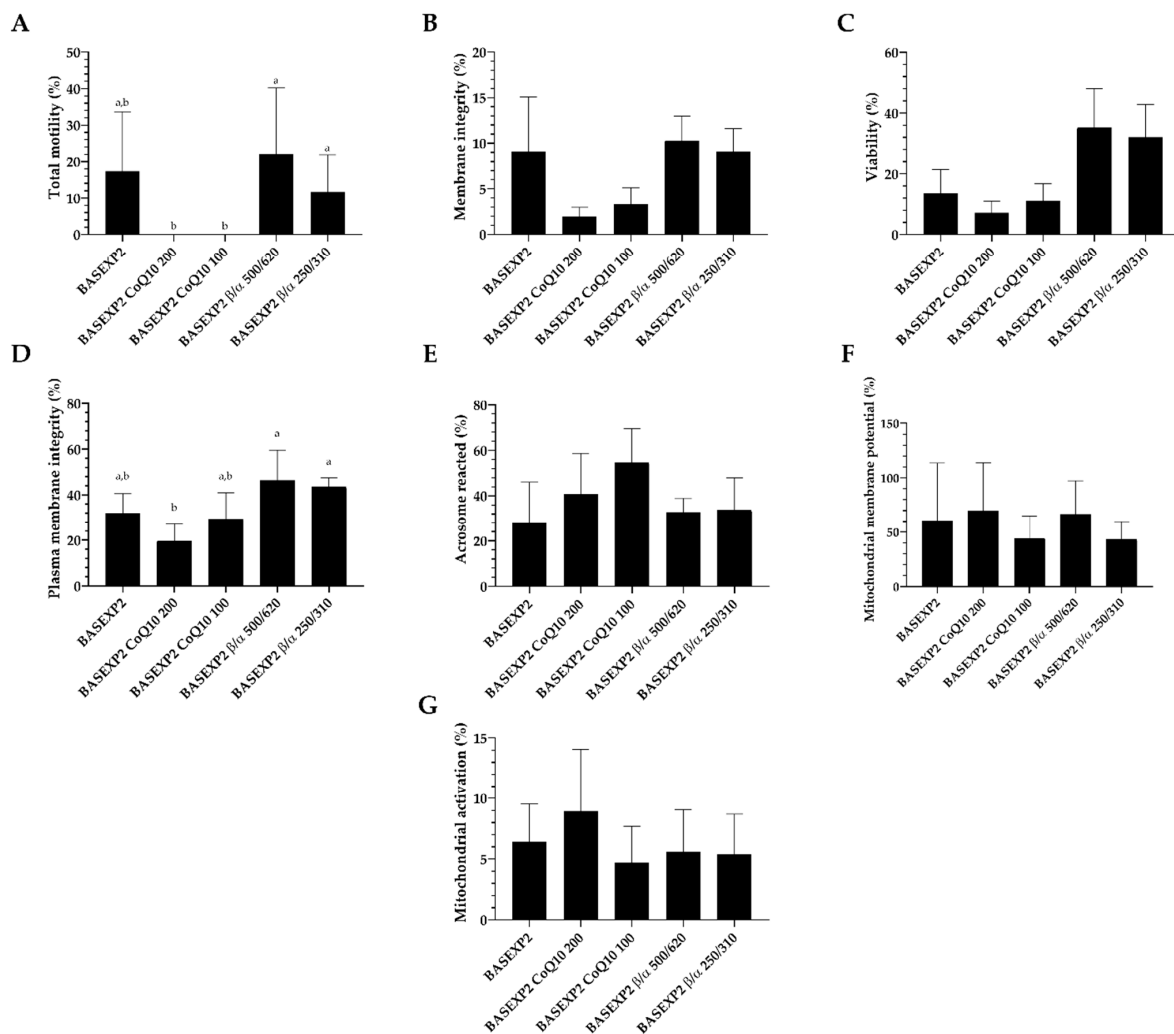 A
Total motility (%)
50
40
30
20
10
0
a,b
b
b
a
a
BASEXP2
BASEXP2 CoQ10 200
BASEXP2 CoQ10 100
BASEXP2 β/α 500/620
BASEXP2 β/α 250/310
B
Membrane integrity (%)
20
15
10
5
0
BASEXP2
BASEXP2 CoQ10 200
BASEXP2 CoQ10 100
BASEXP2 β/α 500/620
BASEXP2 β/α 250/310
C
Viability (%)
60
40
20
0
BASEXP2
BASEXP2 CoQ10 200
BASEXP2 CoQ10 100
BASEXP2 β/α 500/620
BASEXP2 β/α 250/310
D
Plasma membrane integrity (%)
80
60
40
20
0
a,b
b
a,b
a
a
BASEXP2
BASEXP2 CoQ10 200
BASEXP2 CoQ10 100
BASEXP2 β/α 500/620
BASEXP2 β/α 250/310
E
Acrosome reacted (%)
80
60
40
20
0
BASEXP2
BASEXP2 CoQ10 200
BASEXP2 CoQ10 100
BASEXP2 β/α 500/620
BASEXP2 β/α 250/310
F
Mitochondrial membrane potential (%)
150
100
50
0
BASEXP2
BASEXP2 CoQ10 200
BASEXP2 CoQ10 100
BASEXP2 β/α 500/620
BASEXP2 β/α 250/310
G
Mitochondrial activation (%)
15
10
5
0
BASEXP2
BASEXP2 CoQ10 200
BASEXP2 CoQ10 100
BASEXP2 β/α 500/620
BASEXP2 β/α 250/310